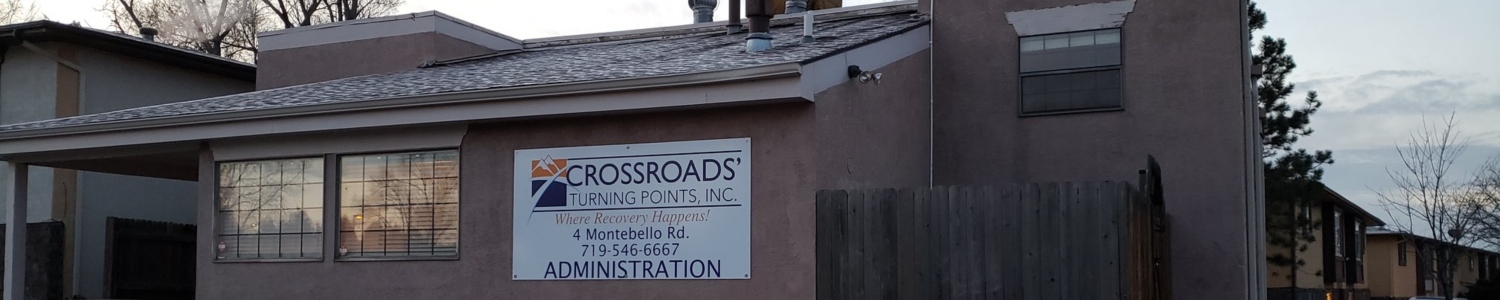 CROSSROADS'
TURNING POINTS, INC.
Where Recovery Happens!
4 Montebello Rd.
719-546-6667
ADMINISTRATION